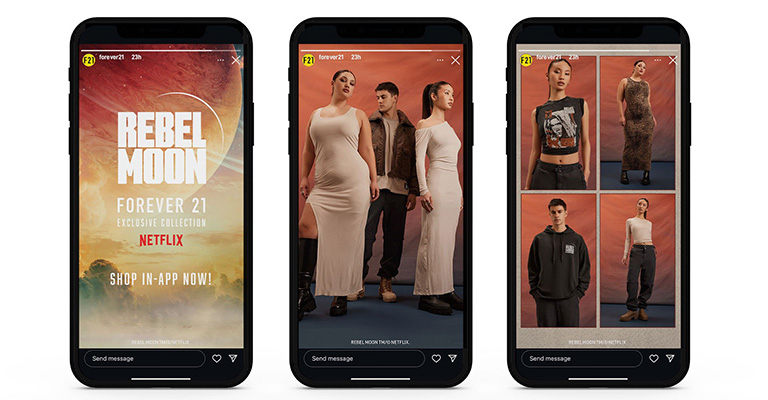 F21 forever21 23h
REBEL
MOON
FOREVER 21
EXCLUSIVE COLLECTION
NETFLIX
SHOP IN-APP NOW!
REBEL MOON TM/© NETFLIX.
Send message
F21 forever21 23h
REBEL MOON TM/© NETFLIX.
Send message
F21 forever21 23h
REBEL MOON TM/© NETFLIX.
Send message